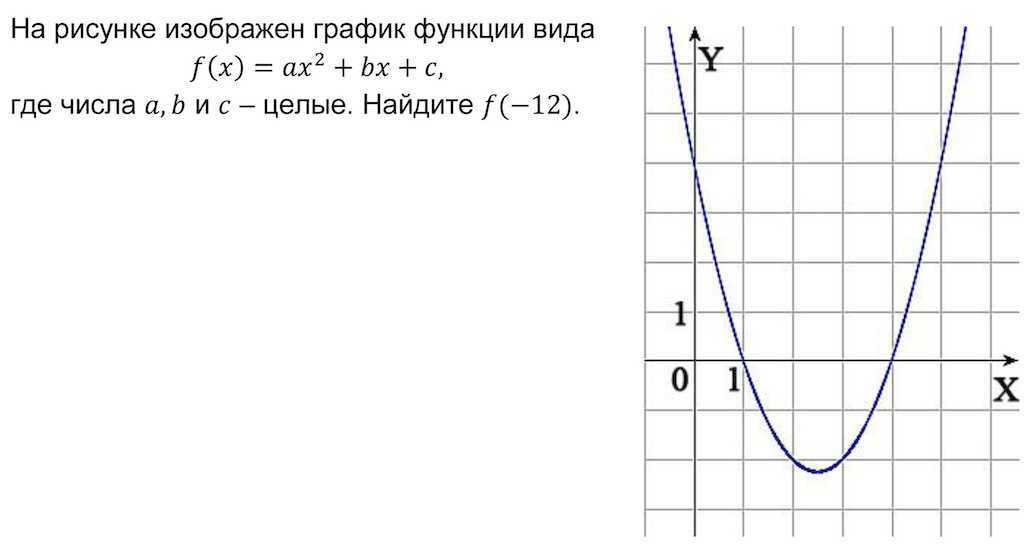 На рисунке изображен график функции вида
f(x) = ax² + bx + c,
где числа a, b и c – целые. Найдите f(−12).
Y
1
0 1
X